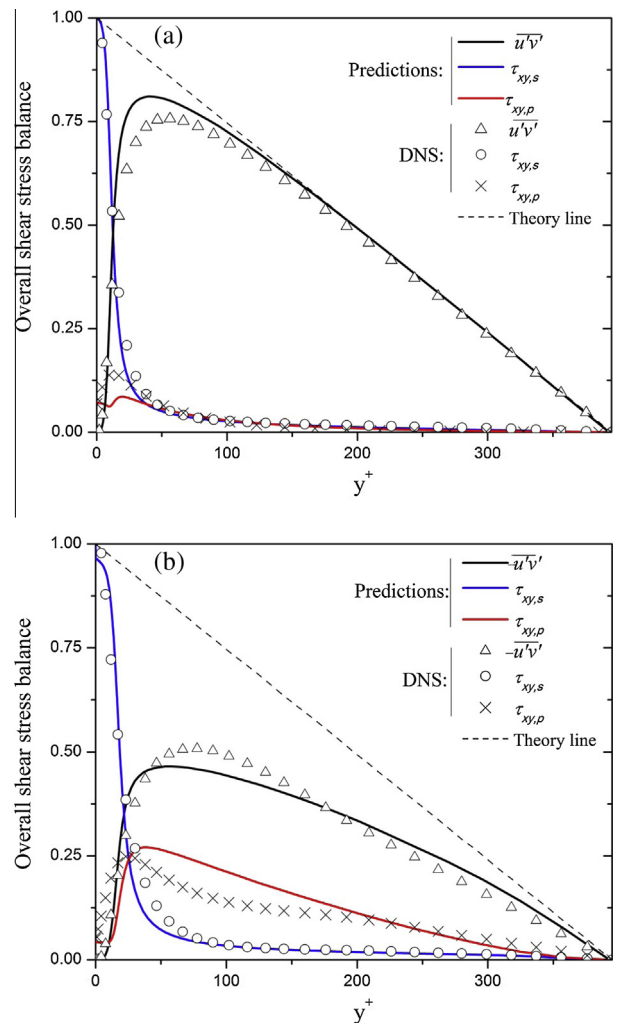 (a)
Overall shear stress balance
1.00
0.75
0.50
0.25
0.00
0
100
200
300
y⁺
Predictions:
u'v'
τxy,s
τxy,p
DNS:
u'v'
τxy,s
τxy,p
Theory line
(b)
Overall shear stress balance
1.00
0.75
0.50
0.25
0.00
0
100
200
300
y⁺
Predictions:
–u'v'
τxy,s
τxy,p
DNS:
–u'v'
τxy,s
τxy,p
Theory line